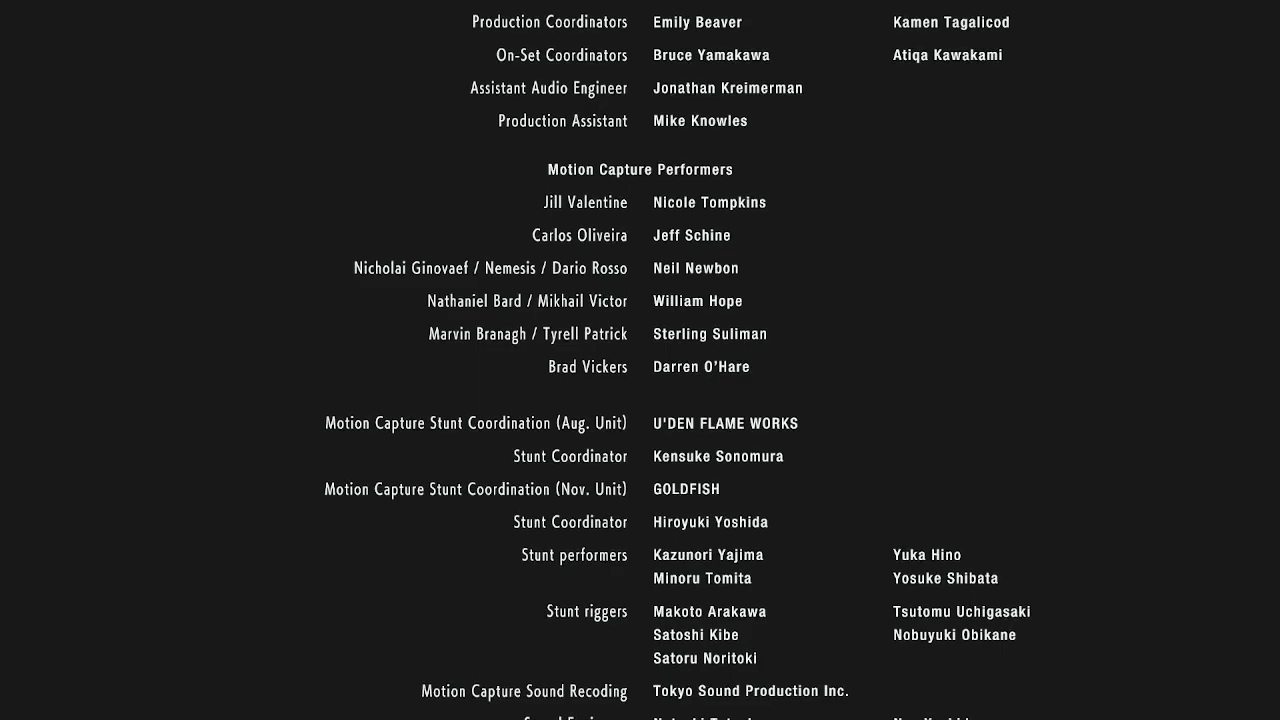 Production Coordinators Emily Beaver Kamen Tagalicod
On-Set Coordinators Bruce Yamakawa Atiqa Kawakami
Assistant Audio Engineer Jonathan Kreimerman
Production Assistant Mike Knowles
Motion Capture Performers
Jill Valentine Nicole Tompkins
Carlos Oliveira Jeff Schine
Nicholai Ginovaef / Nemesis / Dario Rosso Neil Newbon
Nathaniel Bard / Mikhail Victor William Hope
Marvin Branagh / Tyrell Patrick Sterling Suliman
Brad Vickers Darren O'Hare
Motion Capture Stunt Coordination (Aug. Unit) U'DEN FLAME WORKS
Stunt Coordinator Kensuke Sonomura
Motion Capture Stunt Coordination (Nov. Unit) GOLDFISH
Stunt Coordinator Hiroyuki Yoshida
Stunt performers Kazunori Yajima Yuka Hino
Minoru Tomita Yosuke Shibata
Stunt riggers Makoto Arakawa Tsutomu Uchigasaki
Satoshi Kibe Nobuyuki Obikane
Satoru Noritoki
Motion Capture Sound Recoding Tokyo Sound Production Inc.